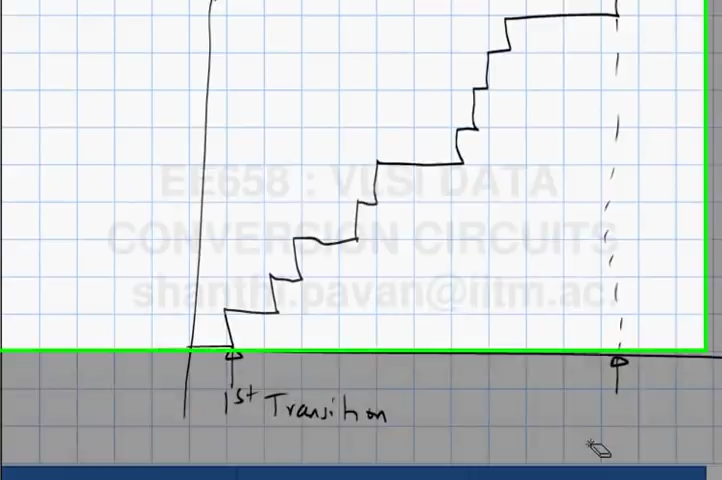 EE658 : VLSI DATA
CONVERSION CIRCUITS
shanthi.pavan@iitm.ac.
1st Transition